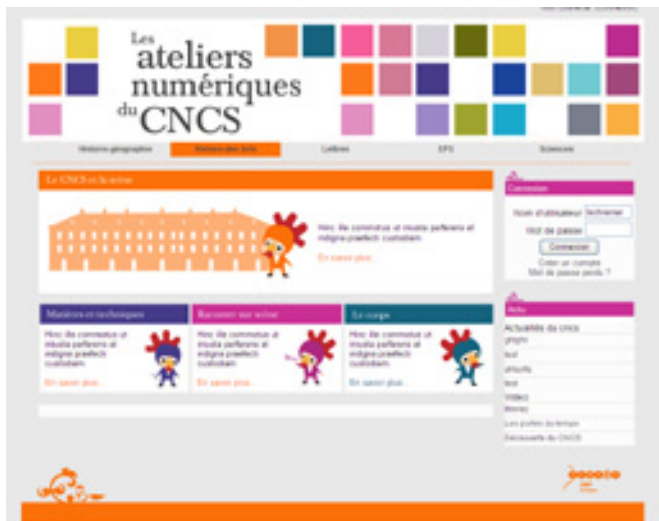 Les
ateliers
numériques
du CNCS
Histoire-géographie Histoire des Arts Lettres EPS Sciences
Le CNCS et la scène
Hinc ille commotus ut iniusta perferens et
indigna praefecti custodiam.
En savoir plus...
Matières et techniques
Hinc ille commotus ut
iniusta perferens et
indigna praefecti
custodiam.
En savoir plus...
Raconter sur scène
Hinc ille commotus ut
iniusta perferens et
indigna praefecti
custodiam.
En savoir plus...
Le corps
Hinc ille commotus ut
iniusta perferens et
indigna praefecti
custodiam.
En savoir plus...
Connexion
Nom d'utilisateur
Mot de passe
Connexion
Créer un compte
Mot de passe perdu ?
Actu
Actualités du cncs
test
test
Les portes du temps
Découverte du CNCS